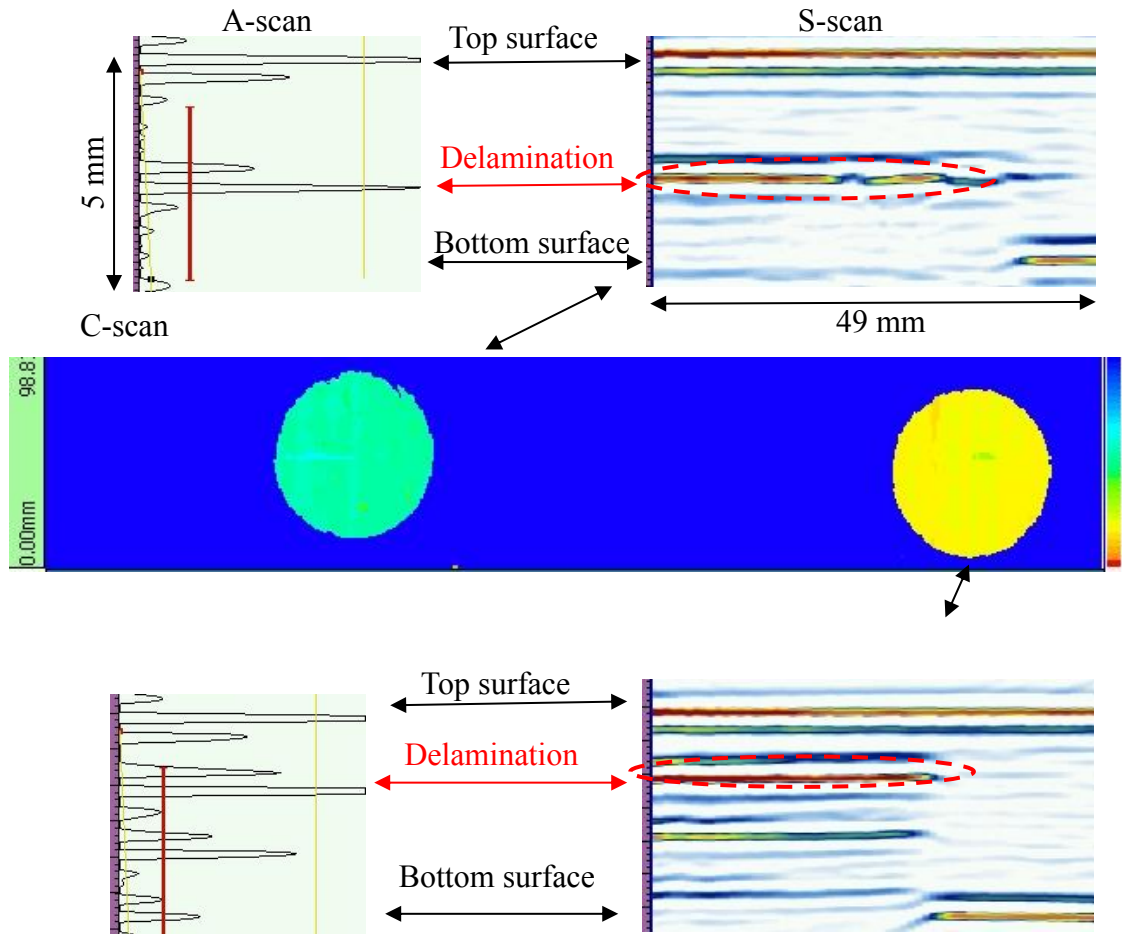 A-scan
S-scan
Top surface
Delamination
5 mm
Bottom surface
49 mm
C-scan
98.8
0.00mm
Top surface
Delamination
Bottom surface